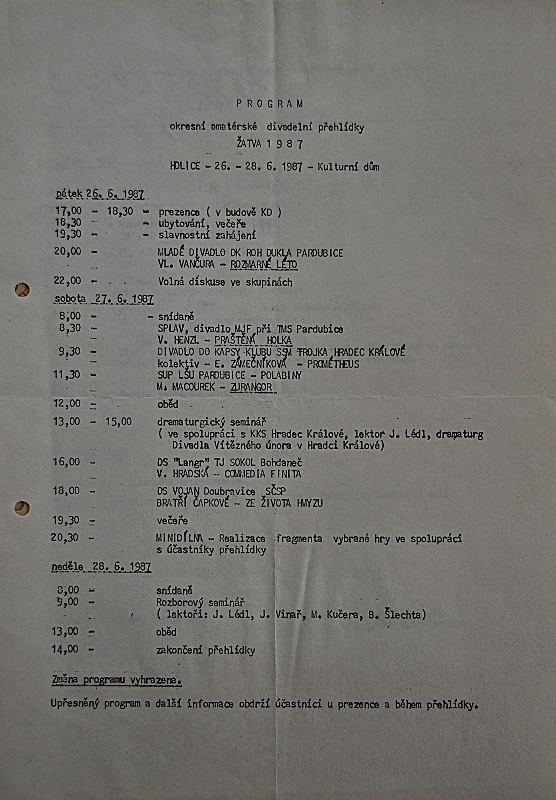 PROGRAM
okresní amatérské divadelní přehlídky
ŽATVA 1987
HOLICE - 26. - 28. 6. 1987 - Kulturní dům
pátek 26. 6. 1987
17,00 - 18,30 - prezence ( v budově KD )
18,30 - - ubytování, večeře
19,30 - - slavnostní zahájení
20,00 - MLADÉ DIVADLO DK ROH DUKLA PARDUBICE
VL. VANČURA - ROZMARNÉ LÉTO
22,00 - Volná diskuse ve skupinách
sobota 27. 6. 1987
8,00 - - snídaně
8,30 - SPLAV, divadlo MJF při TMS Pardubice
V. HENZL - PRAŠTĚNÁ HOLKA
9,30 - DIVADLO DO KAPSY KLUBU SSM TROJKA HRADEC KRÁLOVÉ
kolektiv - E. ZÁMEČNÍKOVÁ - PROMÉTHEUS
11,30 - SUP LŠU PARDUBICE - POLABINY
M. MACOUREK - ZURANGOR
12,00 - oběd
13,00 - 15,00 dramaturgický seminář
( ve spolupráci s KKS Hradec Králové, lektor J. Lédl, dramaturg
Divadla Vítězného února v Hradci Králové)
16,00 - DS "Langr" TJ SOKOL Bohdaneč
V. HRADSKÁ - COMMEDIA FINITA
18,00 - DS VOJAN Doubravice SČSP
BRATŘI ČAPKOVÉ - ZE ŽIVOTA HMYZU
19,30 - večeře
20,30 - MINIDÍLNA - Realizace fragmenta vybrané hry ve spolupráci
s účastníky přehlídky
neděle 28. 6. 1987
8,00 - snídaně
9,00 - Rozborový seminář
( lektoři: J. Lédl, J. Vinař, M. Kučera, B. Šlechta)
13,00 - oběd
14,00 - zakončení přehlídky
Změna programu vyhrazena.
Upřesněný program a další informace obdrží účastníci u prezence a během přehlídky.